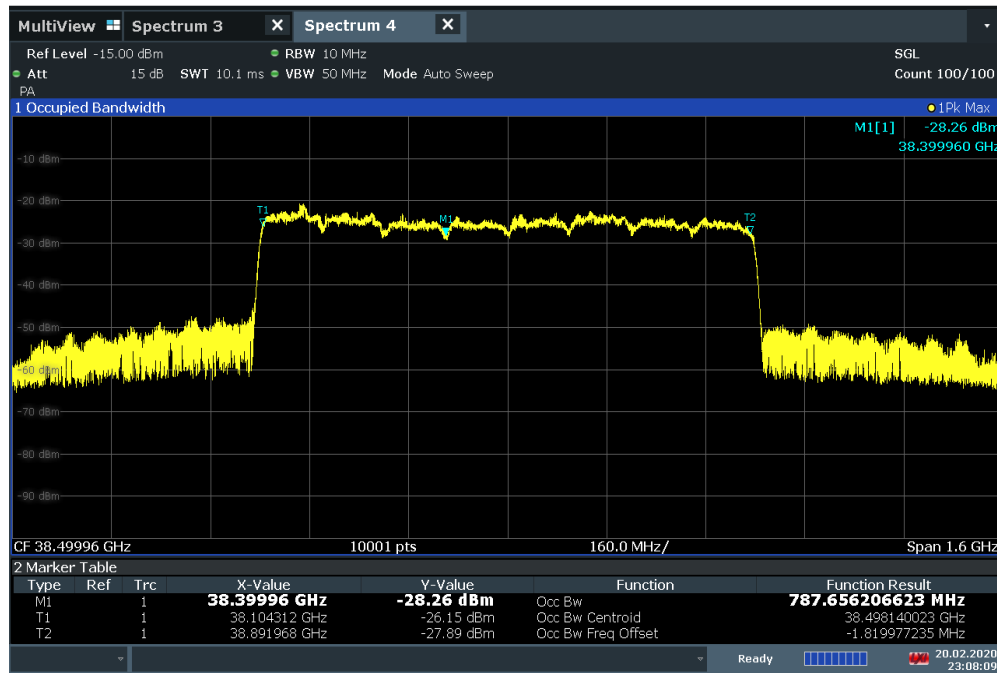 MultiView Spectrum 3 X Spectrum 4 X
Ref Level -15.00 dBm RBW 10 MHz SGL
Att 15 dB SWT 10.1 ms VBW 50 MHz Mode Auto Sweep Count 100/100
PA
1 Occupied Bandwidth 1Pk Max
M1[1] -28.26 dBm
38.399960 GHz
-10 dBm
-20 dBm
T1
M1
T2
-30 dBm
-40 dBm
-50 dBm
-60 dBm
-70 dBm
-80 dBm
-90 dBm
CF 38.49996 GHz 10001 pts 160.0 MHz/ Span 1.6 GHz
2 Marker Table
Type Ref Trc X-Value Y-Value Function Function Result
M1 1 38.39996 GHz -28.26 dBm Occ Bw 787.656206623 MHz
T1 1 38.104312 GHz -26.15 dBm Occ Bw Centroid 38.498140023 GHz
T2 1 38.891968 GHz -27.89 dBm Occ Bw Freq Offset -1.819977235 MHz
Ready 20.02.2020
23:08:09